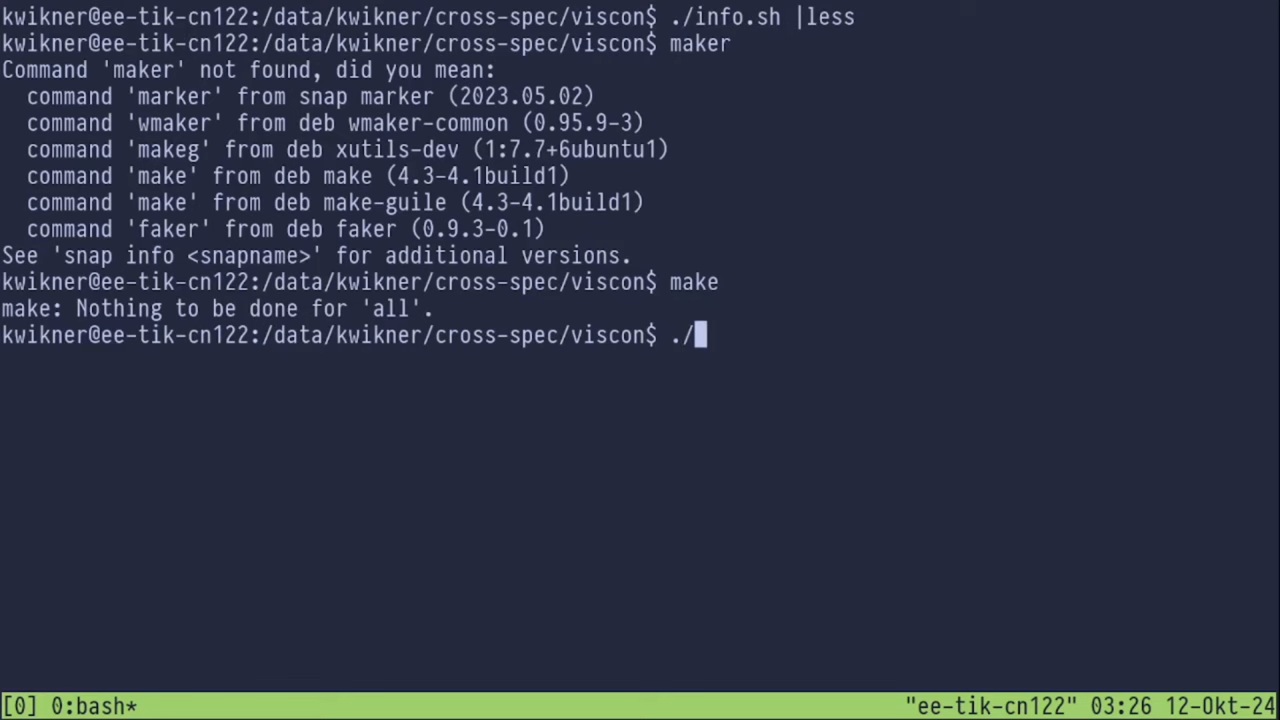 kwikner@ee-tik-cn122:/data/kwikner/cross-spec/viscon$ ./info.sh |less
kwikner@ee-tik-cn122:/data/kwikner/cross-spec/viscon$ maker
Command 'maker' not found, did you mean:
  command 'marker' from snap marker (2023.05.02)
  command 'wmaker' from deb wmaker-common (0.95.9-3)
  command 'makeg' from deb xutils-dev (1:7.7+6ubuntu1)
  command 'make' from deb make (4.3-4.1build1)
  command 'make' from deb make-guile (4.3-4.1build1)
  command 'faker' from deb faker (0.9.3-0.1)
See 'snap info <snapname>' for additional versions.
kwikner@ee-tik-cn122:/data/kwikner/cross-spec/viscon$ make
make: Nothing to be done for 'all'.
kwikner@ee-tik-cn122:/data/kwikner/cross-spec/viscon$ ./
[0] 0:bash* "ee-tik-cn122" 03:26 12-Okt-24